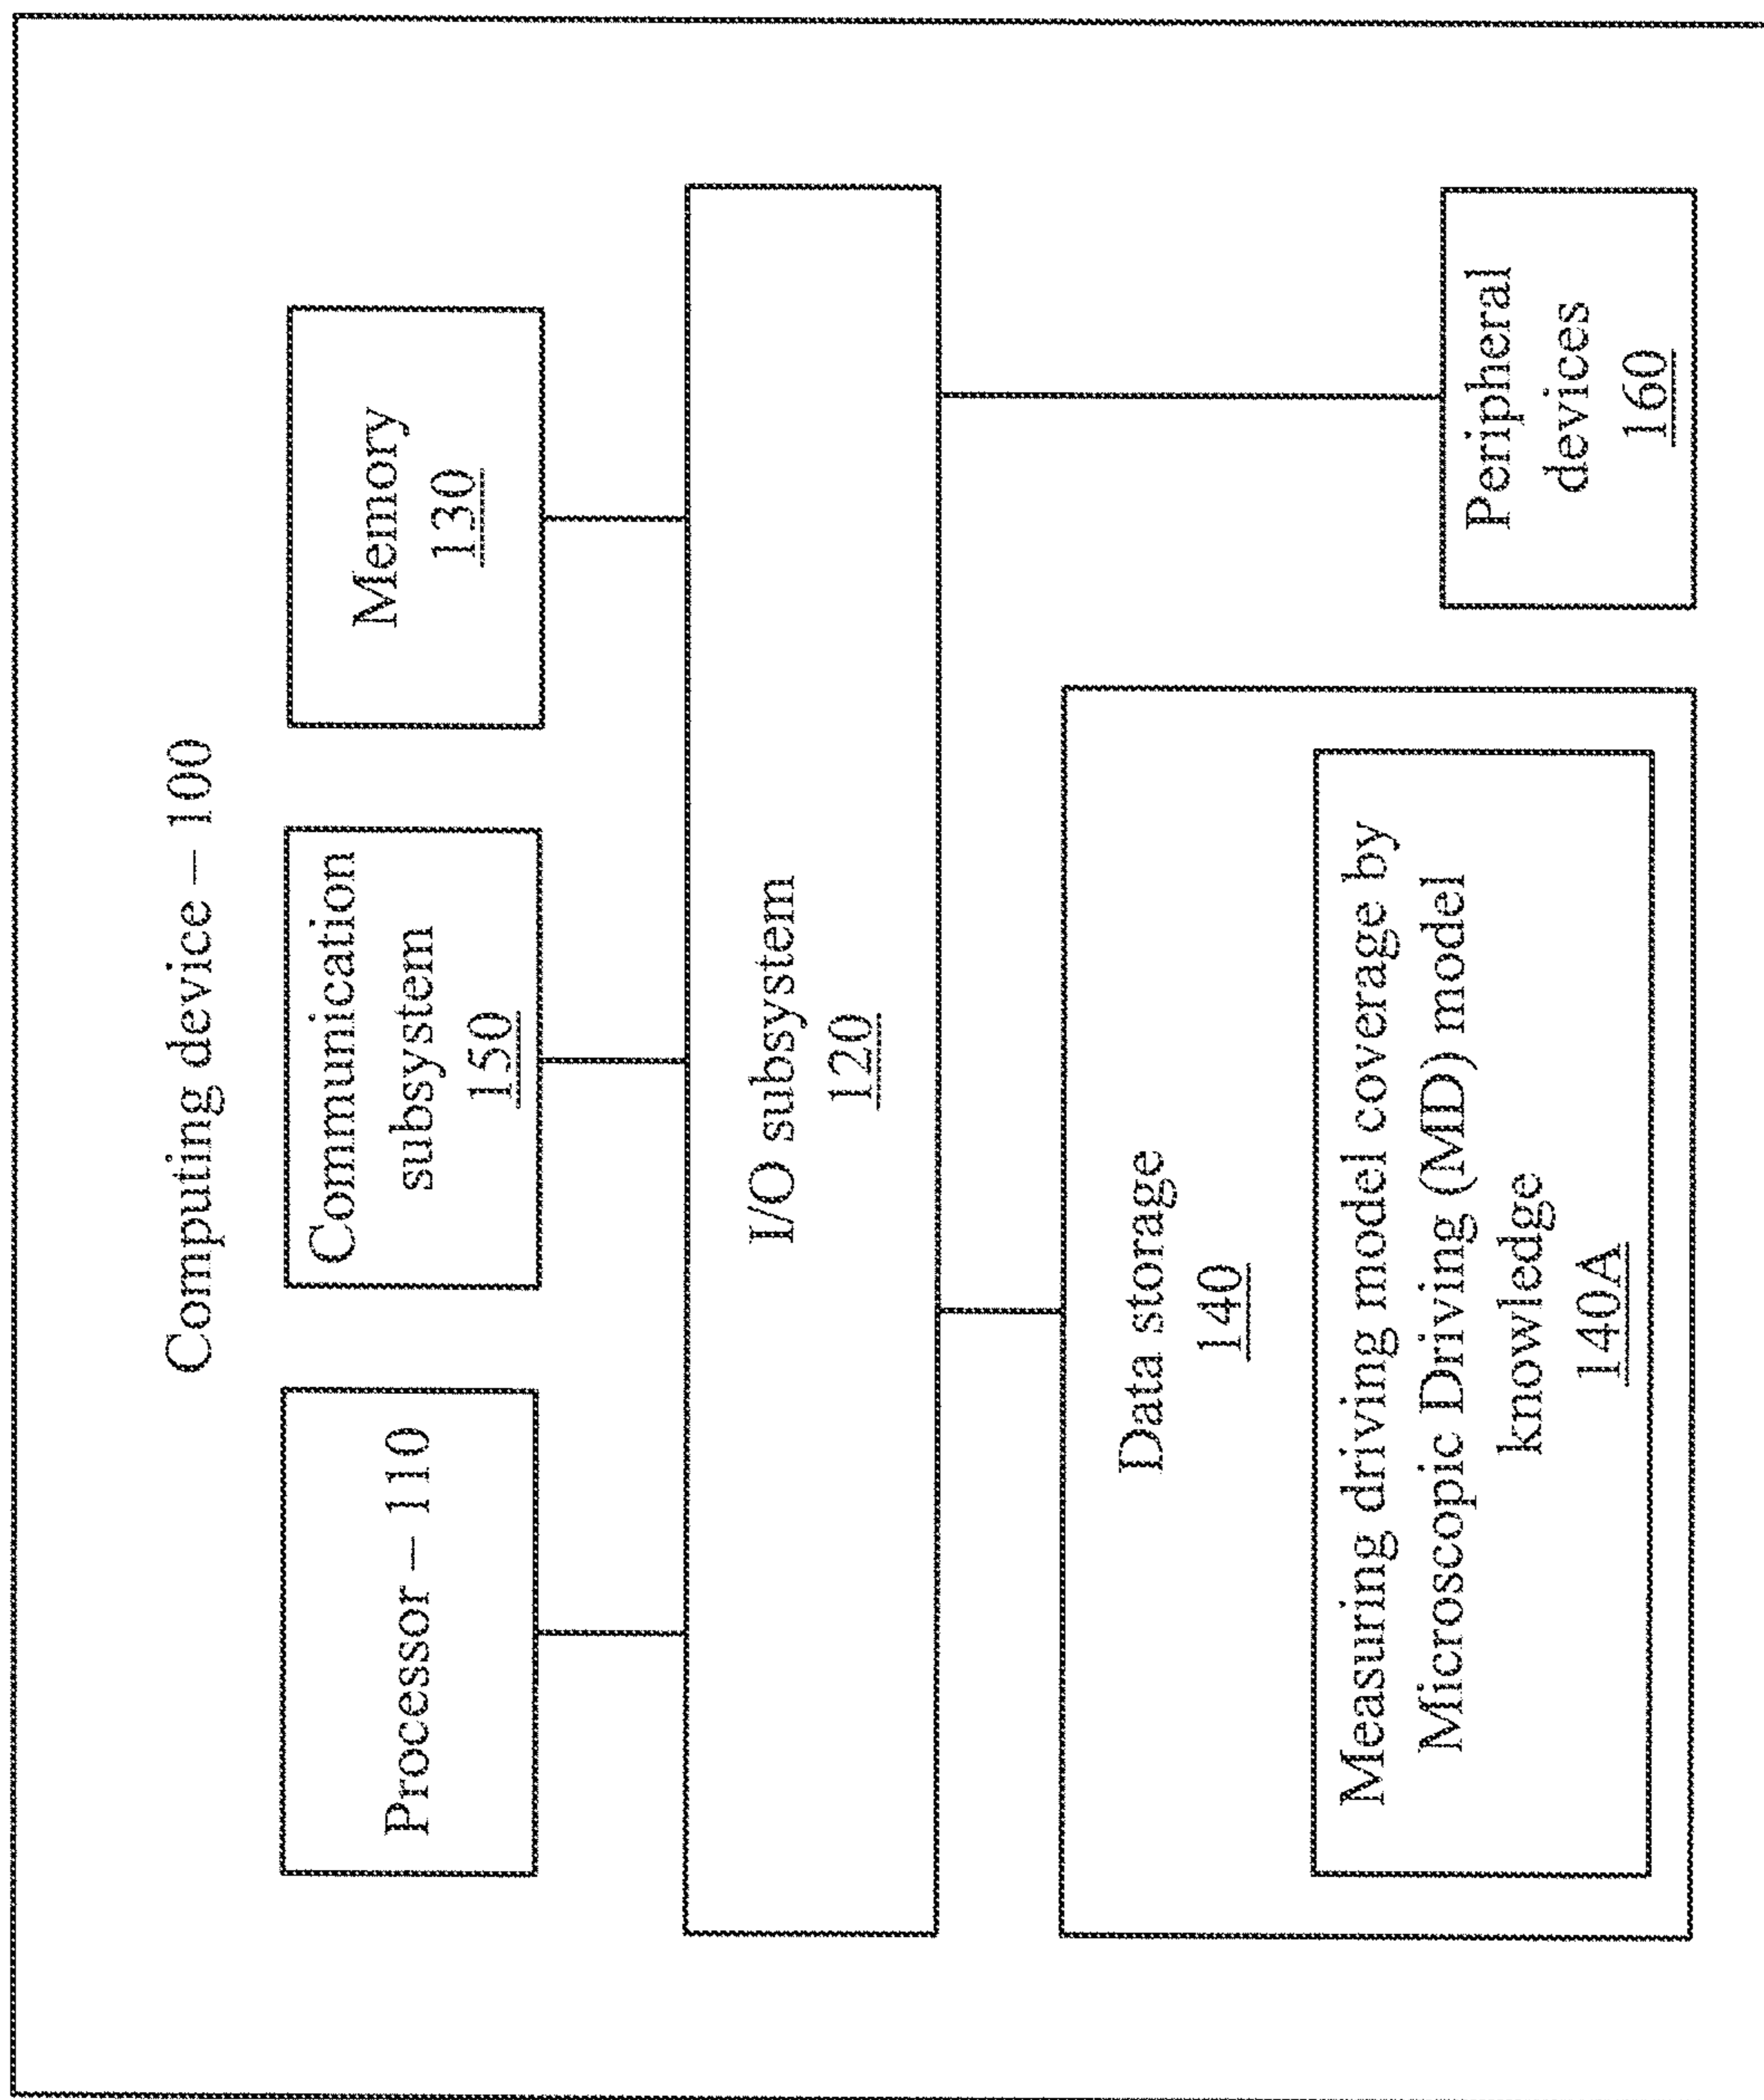 Computing device – 100
Processor – 110
Communication
subsystem
150
Memory
130
I/O subsystem
120
Data storage
140
Measuring driving model coverage by
Microscopic Driving (MD) model
knowledge
140A
Peripheral
devices
160